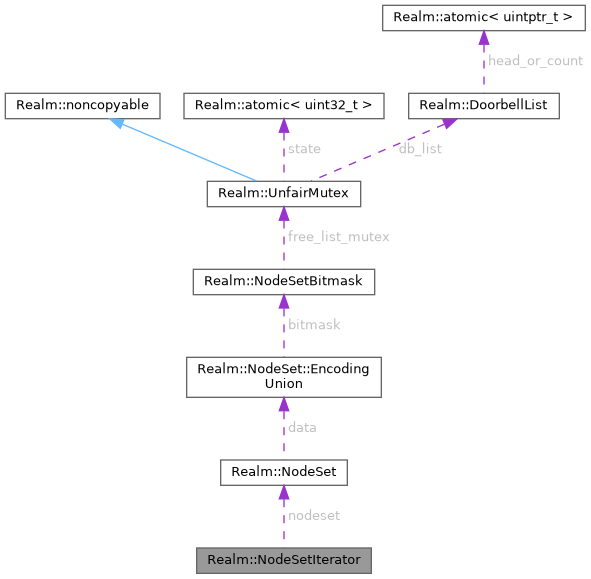 Realm::atomic< uintptr_t >
head_or_count
Realm::noncopyable
Realm::atomic< uint32_t >
Realm::DoorbellList
state
db_list
Realm::UnfairMutex
free_list_mutex
Realm::NodeSetBitmask
bitmask
Realm::NodeSet::Encoding
Union
data
Realm::NodeSet
nodeset
Realm::NodeSetIterator